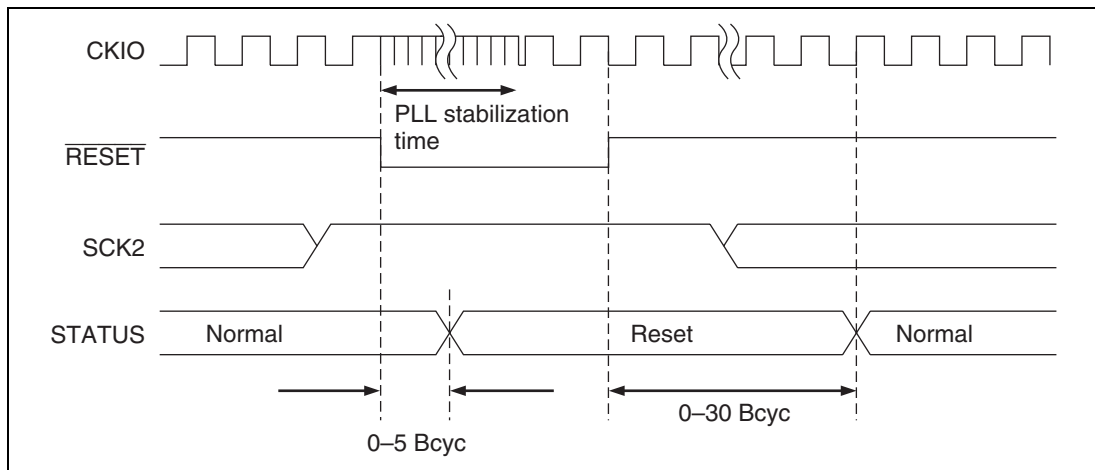 CKIO
PLL stabilization
time
RESET
SCK2
STATUS
Normal
Reset
Normal
0–5 Bcyc
0–30 Bcyc